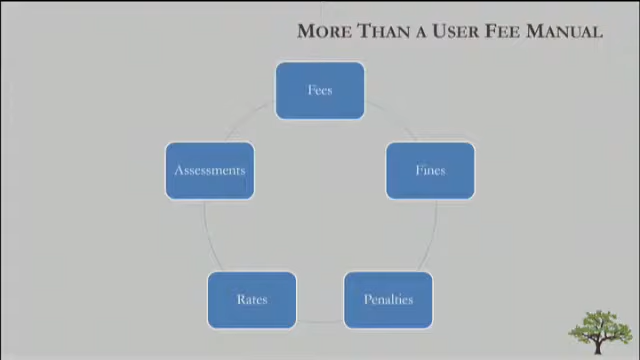 MORE THAN A USER FEE MANUAL
Fees
Assessments
Fines
Rates
Penalties